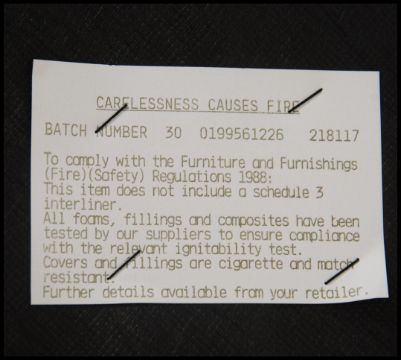 CARELESSNESS CAUSES FIRE
BATCH NUMBER 30 0199561226 218117
To comply with the Furniture and Furnishings
(Fire)(Safety) Regulations 1988:
This item does not include a schedule 3
interliner.
All foams, fillings and composites have been
tested by our suppliers to ensure compliance
with the relevant ignitability test.
Covers and fillings are cigarette and match
resistant.
Further details available from your retailer.